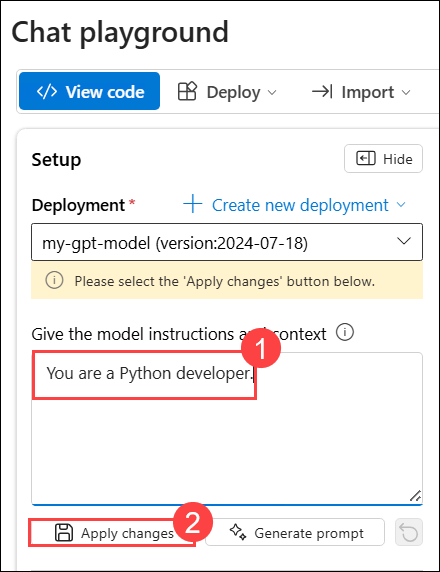 Chat playground
</> View code Deploy Import
Setup Hide
Deployment * + Create new deployment
my-gpt-model (version:2024-07-18)
Please select the 'Apply changes' button below.
Give the model instructions and context
1
You are a Python developer.
2
Apply changes Generate prompt